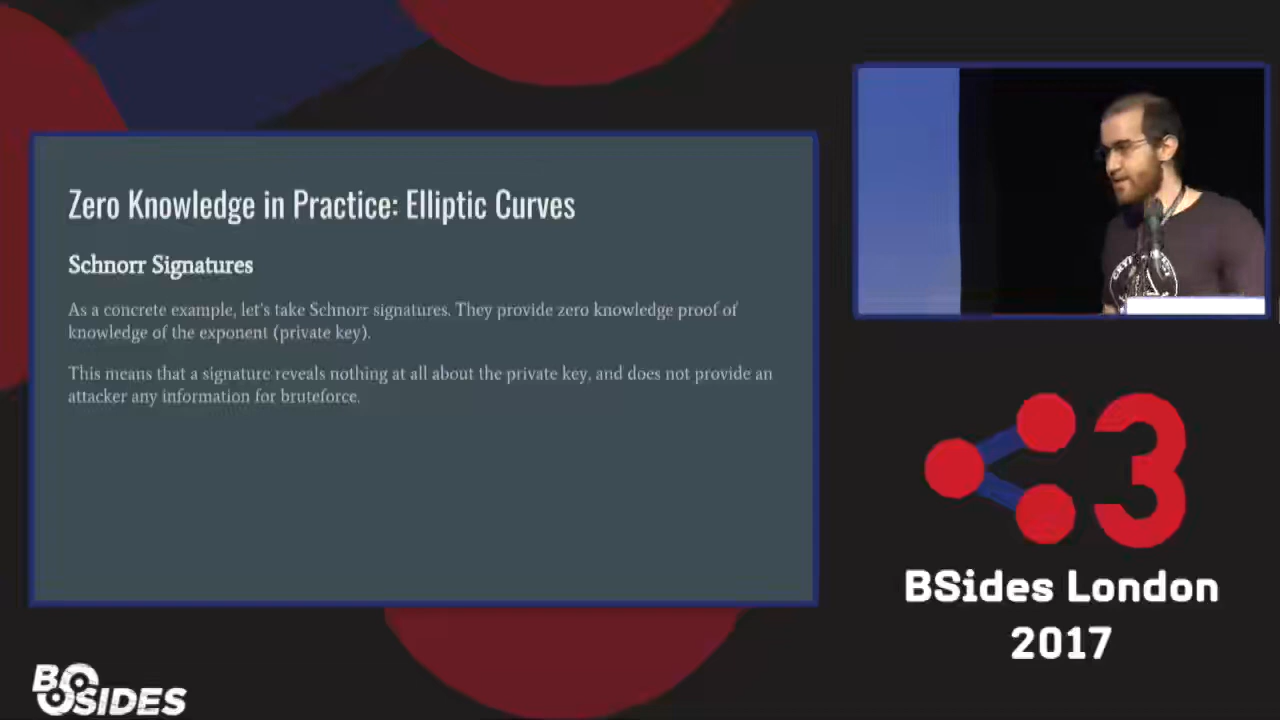 Zero Knowledge in Practice: Elliptic Curves
Schnorr Signatures
As a concrete example, let's take Schnorr signatures. They provide zero knowledge proof of
knowledge of the exponent (private key).
This means that a signature reveals nothing at all about the private key, and does not provide an
attacker any information for bruteforce.
3
BSides London
2017
BSIDES